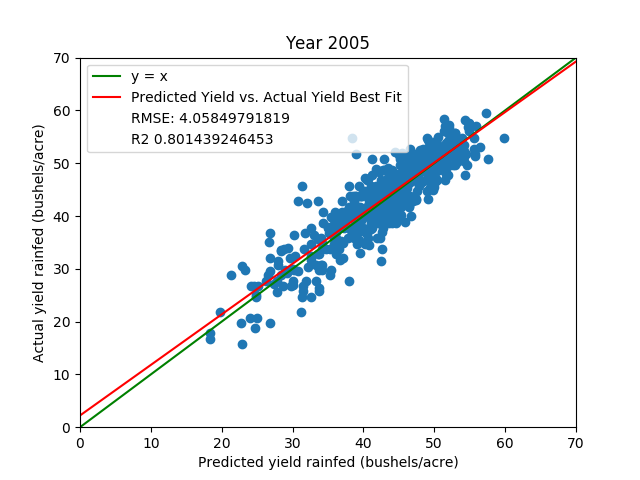 Year 2005
y = x
Predicted Yield vs. Actual Yield Best Fit
RMSE: 4.05849791819
R2 0.801439246453
70
60
50
40
30
20
10
0
Actual yield rainfed (bushels/acre)
0 10 20 30 40 50 60 70
Predicted yield rainfed (bushels/acre)